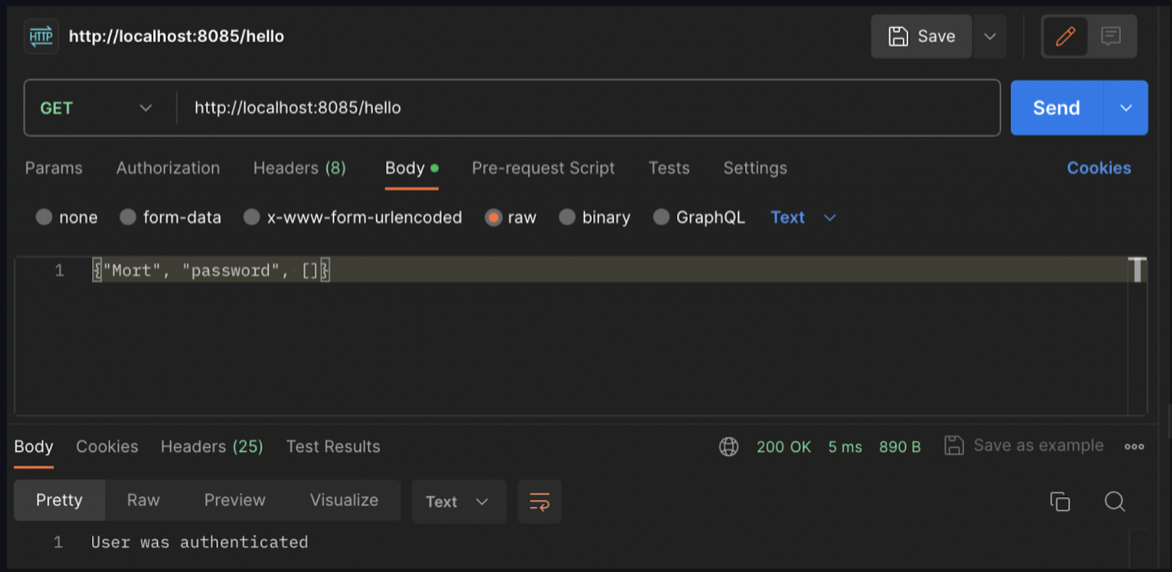 HTTP http://localhost:8085/hello Save
GET http://localhost:8085/hello Send
Params Authorization Headers (8) Body Pre-request Script Tests Settings Cookies
none form-data x-www-form-urlencoded raw binary GraphQL Text
1 {"Mort", "password", []}
Body Cookies Headers (25) Test Results 200 OK 5 ms 890 B Save as example
Pretty Raw Preview Visualize Text
1 User was authenticated